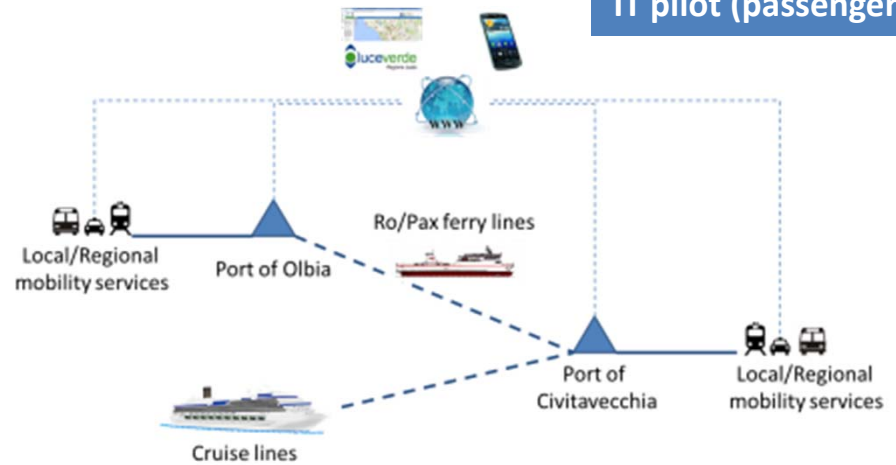 IT pilot (passenger
luceverde
www
Ro/Pax ferry lines
Local/Regional
mobility services
Port of Olbia
Port of
Civitavecchia
Local/Regional
mobility services
Cruise lines